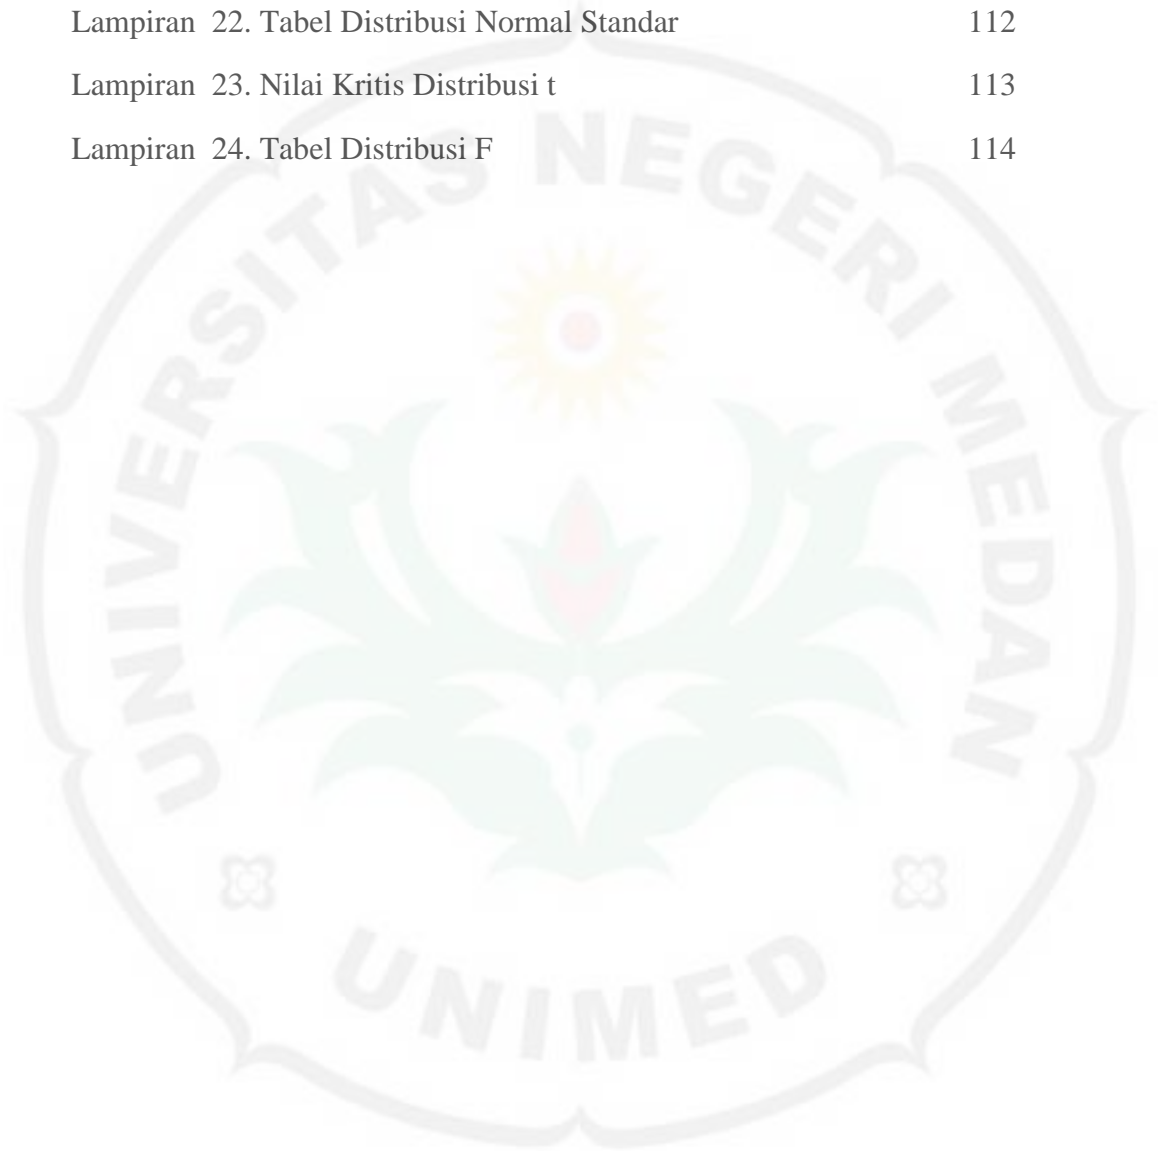 Lampiran 22. Tabel Distribusi Normal Standar 112
Lampiran 23. Nilai Kritis Distribusi t 113
Lampiran 24. Tabel Distribusi F 114
UNIVERSITAS NEGERI MEDAN
UNIMED